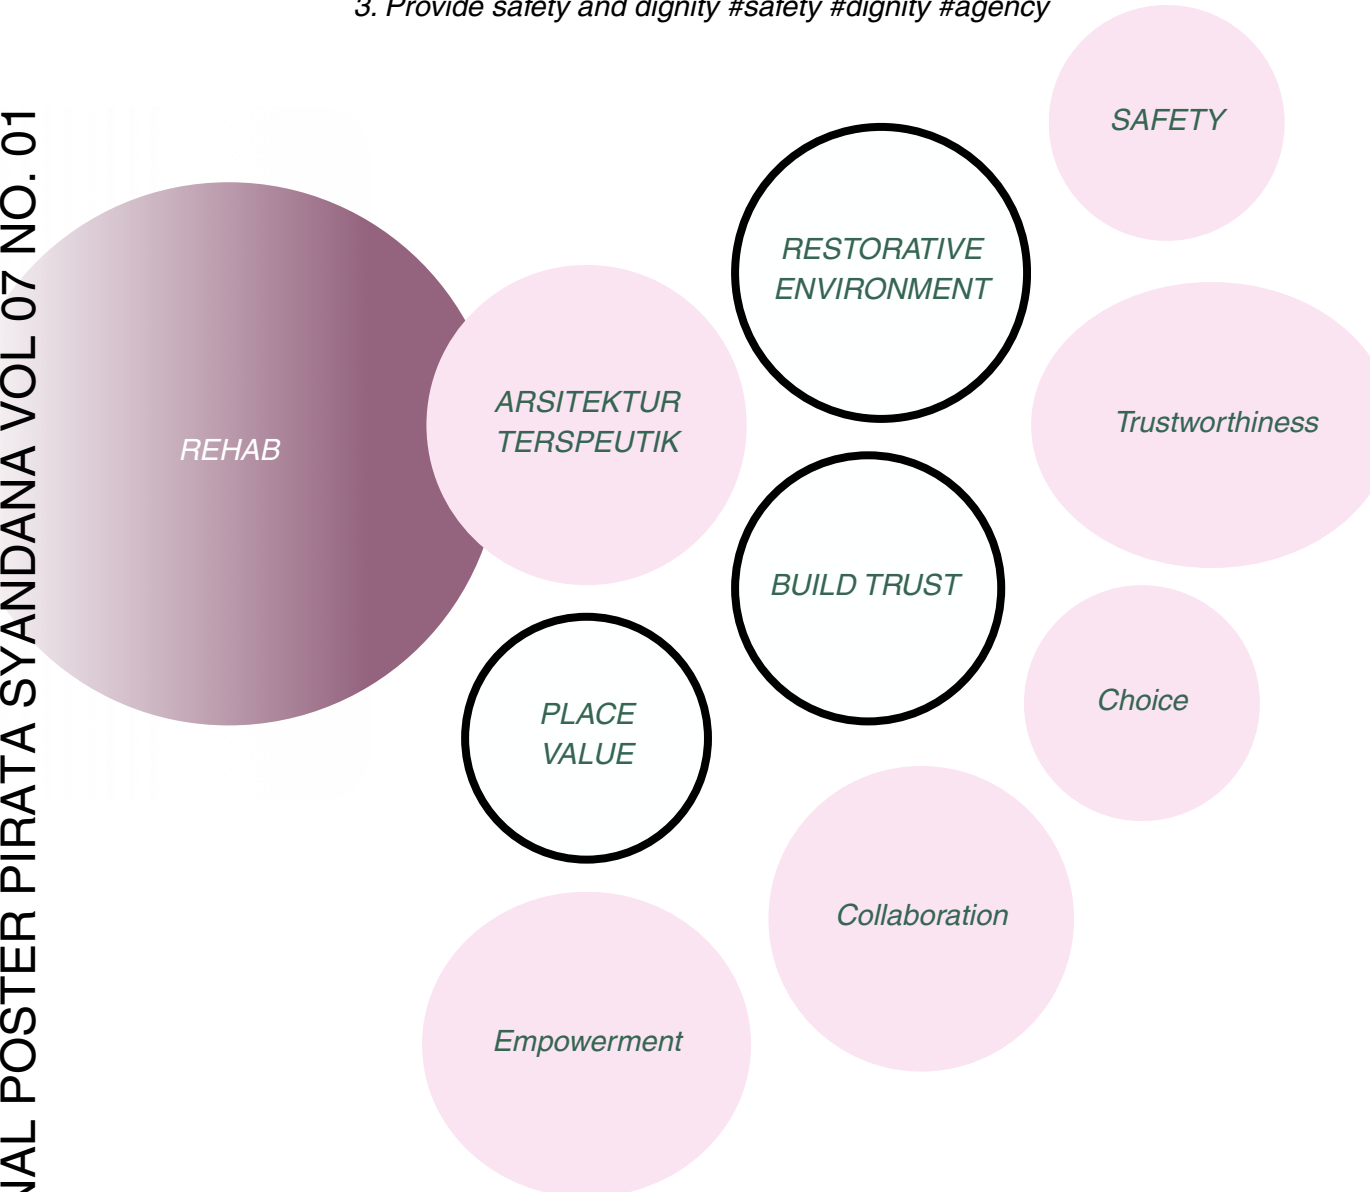 3. Provide safety and dignity #safety #dignity #agency
SAFETY
RESTORATIVE
ENVIRONMENT
ARSITEKTUR
TERSPEUTIK
Trustworthiness
REHAB
BUILD TRUST
Choice
PLACE
VALUE
Collaboration
Empowerment
NAL POSTER PIRATA SYANDANA VOL 07 NO. 01